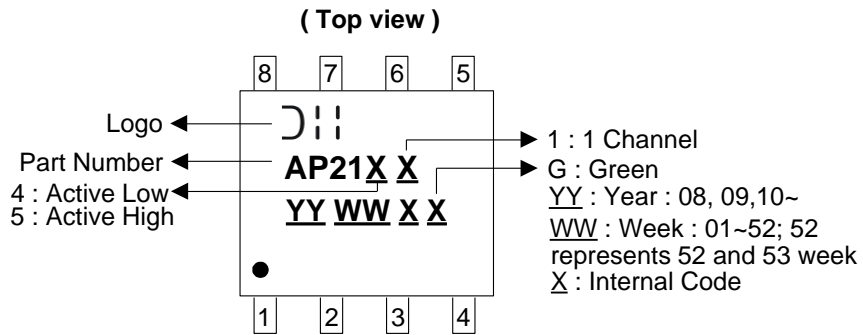 ( Top view )
8 7 6 5
Logo
Part Number
4 : Active Low
5 : Active High
AP21X X
YY WW X X
1 : 1 Channel
G : Green
YY : Year : 08, 09,10~
WW : Week : 01~52; 52
represents 52 and 53 week
X : Internal Code
1 2 3 4